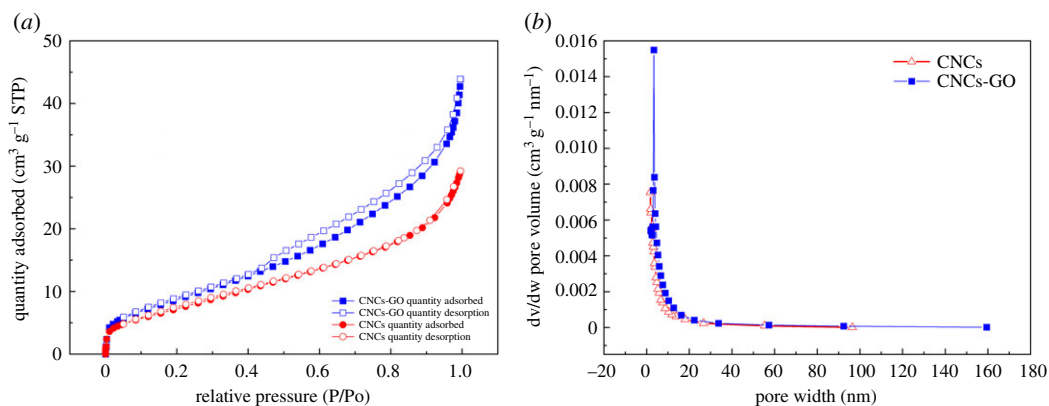 (a)
50
40
30
20
10
0
quantity adsorbed (cm³ g⁻¹ STP)
CNCs-GO quantity adsorbed
CNCs-GO quantity desorption
CNCs quantity adsorbed
CNCs quantity desorption
0 0.2 0.4 0.6 0.8 1.0
relative pressure (P/Po)
(b)
0.016
0.014
0.012
0.010
0.008
0.006
0.004
0.002
0
dv/dw pore volume (cm³ g⁻¹ nm⁻¹)
CNCs
CNCs-GO
−20 0 20 40 60 80 100 120 140 160 180
pore width (nm)